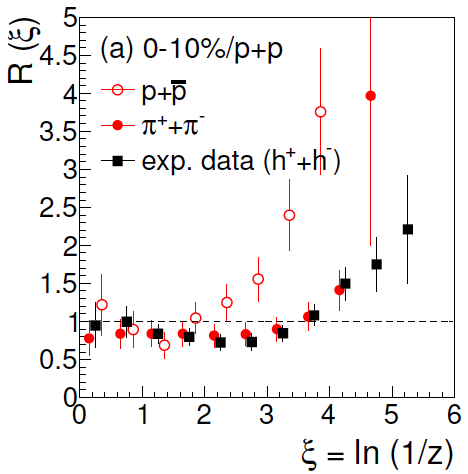 R (ξ)
5
4.5
4
3.5
3
2.5
2
1.5
1
0.5
0
(a) 0-10%/p+p
p+p̅
π⁺+π⁻
exp. data (h⁺+h⁻)
0 1 2 3 4 5 6
ξ = ln (1/z)